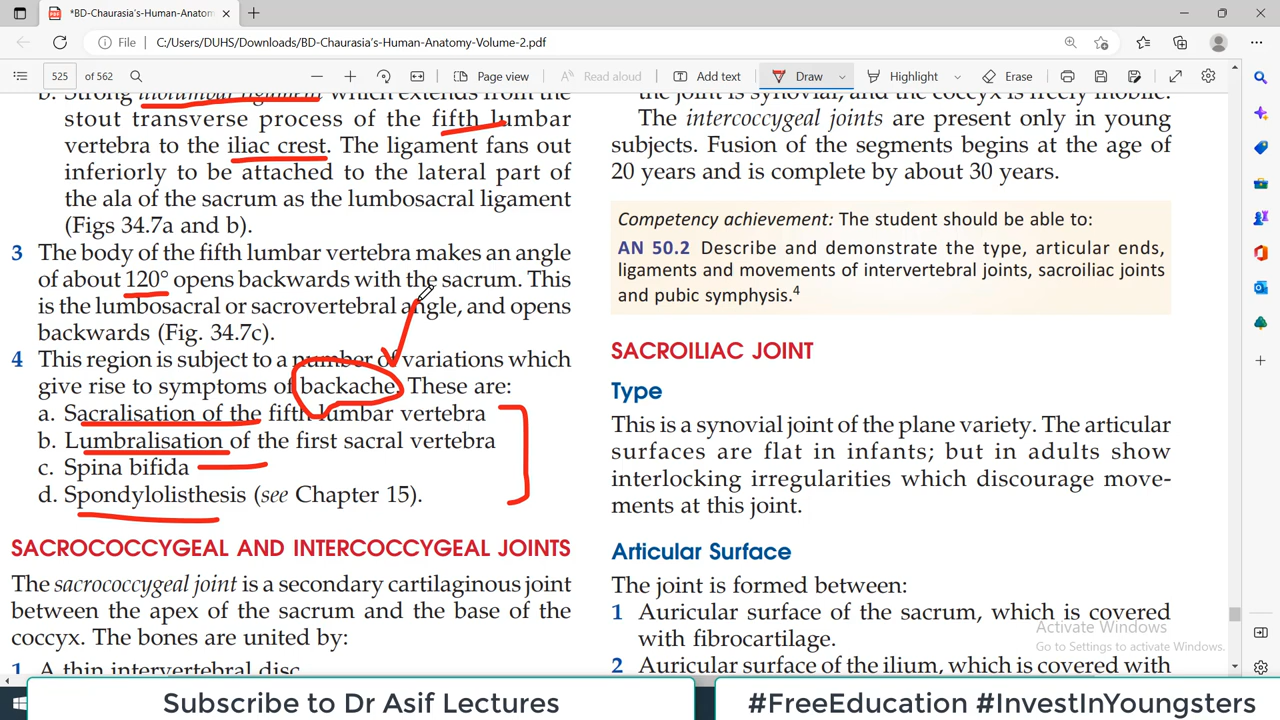 *BD-Chaurasia's-Human-Anatom
File
C:/Users/DUHS/Downloads/BD-Chaurasia's-Human-Anatomy-Volume-2.pdf
525 of 562
Page view
Read aloud
Add text
Draw
Highlight
Erase
b. Strong iliolumbar ligament which extends from the
stout transverse process of the fifth lumbar
vertebra to the iliac crest. The ligament fans out
inferiorly to be attached to the lateral part of
the ala of the sacrum as the lumbosacral ligament
(Figs 34.7a and b).
3 The body of the fifth lumbar vertebra makes an angle
of about 120° opens backwards with the sacrum. This
is the lumbosacral or sacrovertebral angle, and opens
backwards (Fig. 34.7c).
4 This region is subject to a number of variations which
give rise to symptoms of backache. These are:
a. Sacralisation of the fifth lumbar vertebra
b. Lumbralisation of the first sacral vertebra
c. Spina bifida
d. Spondylolisthesis (see Chapter 15).
SACROCOCCYGEAL AND INTERCOCCYGEAL JOINTS
The sacrococcygeal joint is a secondary cartilaginous joint
between the apex of the sacrum and the base of the
coccyx. The bones are united by:
1 A thin intervertebral disc
the joint is synovial, and the coccyx is freely mobile.
The intercoccygeal joints are present only in young
subjects. Fusion of the segments begins at the age of
20 years and is complete by about 30 years.
Competency achievement: The student should be able to:
AN 50.2 Describe and demonstrate the type, articular ends,
ligaments and movements of intervertebral joints, sacroiliac joints
and pubic symphysis.4
SACROILIAC JOINT
Type
This is a synovial joint of the plane variety. The articular
surfaces are flat in infants; but in adults show
interlocking irregularities which discourage move-
ments at this joint.
Articular Surface
The joint is formed between:
1 Auricular surface of the sacrum, which is covered
with fibrocartilage.
2 Auricular surface of the ilium, which is covered with
Activate Windows
Go to Settings to activate Windows.
Subscribe to Dr Asif Lectures
#FreeEducation #InvestInYoungsters